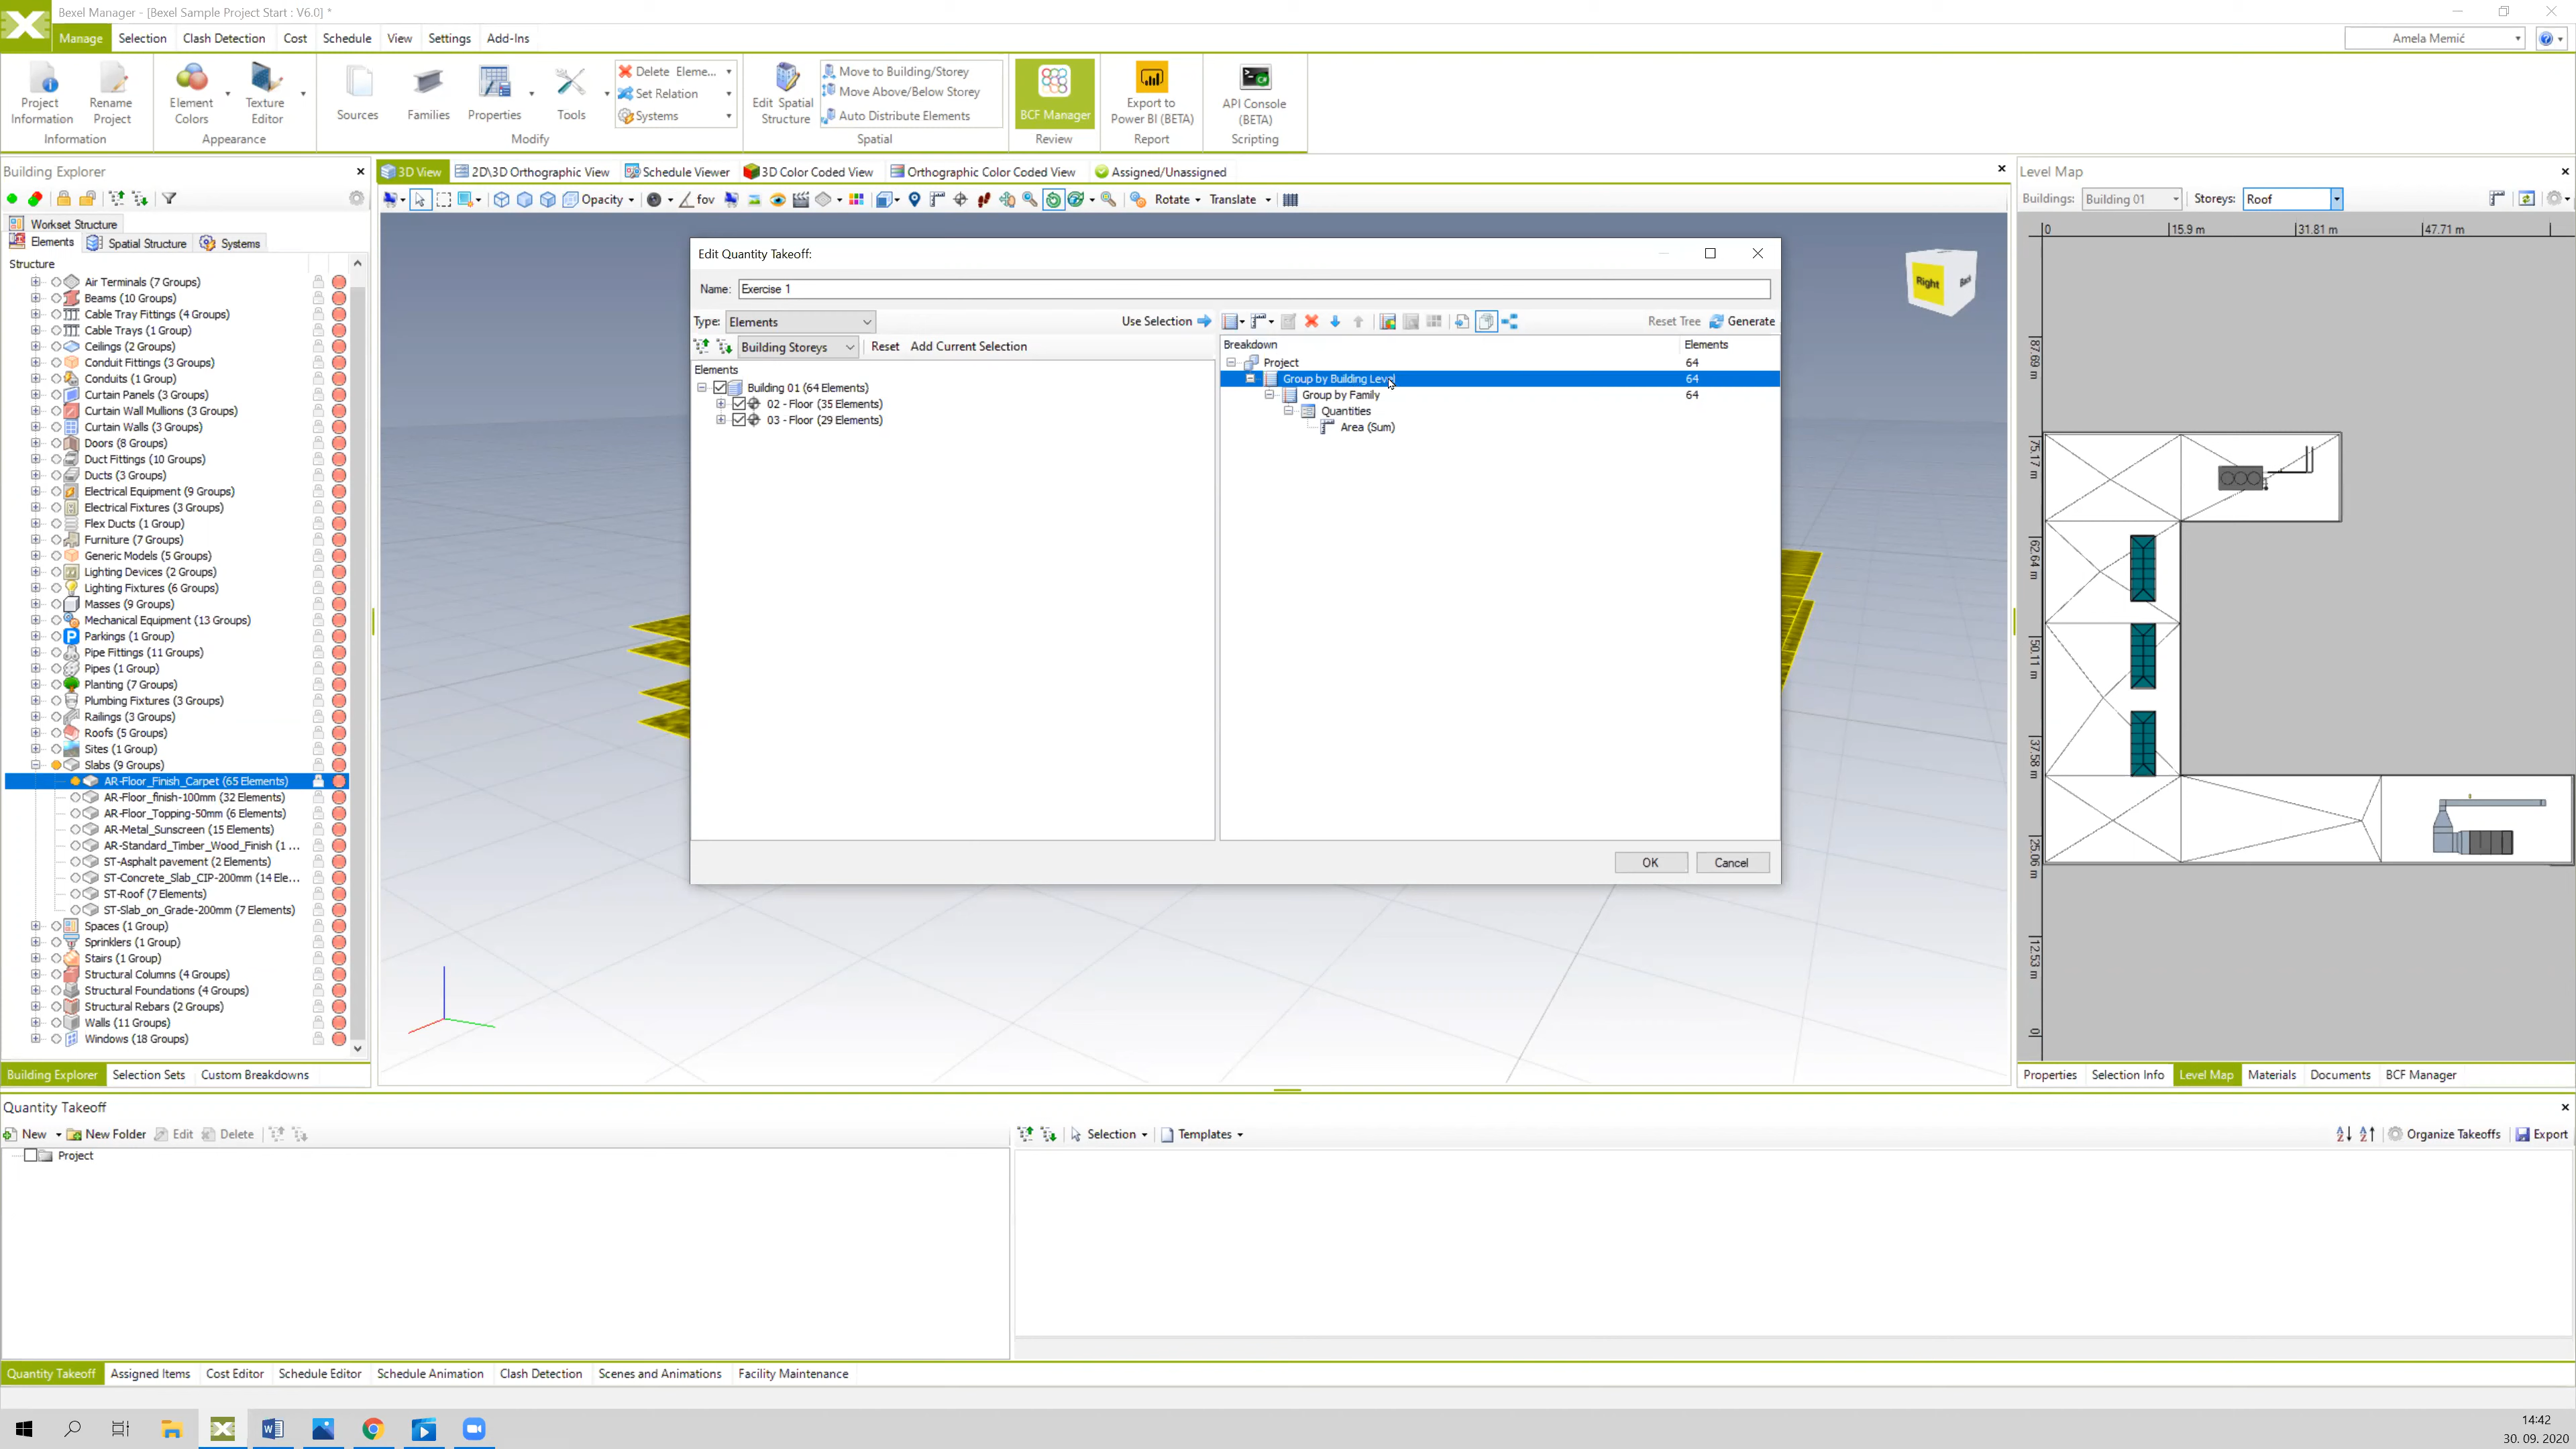 Bexel Manager - [Bexel Sample Project Start : V6.0] *
Manage Selection Clash Detection Cost Schedule View Settings Add-Ins
Amela Memić
Project Information
Rename Project
Information
Element Colors
Texture Editor
Appearance
Sources
Families
Properties
Tools
Delete Eleme...
Set Relation
Systems
Modify
Edit Spatial Structure
Move to Building/Storey
Move Above/Below Storey
Auto Distribute Elements
Spatial
BCF Manager
Review
Export to Power BI (BETA)
Report
API Console (BETA)
Scripting
Building Explorer
Workset Structure
Elements Spatial Structure Systems
Structure
Air Terminals (7 Groups)
Beams (10 Groups)
Cable Tray Fittings (4 Groups)
Cable Trays (1 Group)
Ceilings (2 Groups)
Conduit Fittings (3 Groups)
Conduits (1 Group)
Curtain Panels (3 Groups)
Curtain Wall Mullions (3 Groups)
Curtain Walls (3 Groups)
Doors (8 Groups)
Duct Fittings (10 Groups)
Ducts (3 Groups)
Electrical Equipment (9 Groups)
Electrical Fixtures (3 Groups)
Flex Ducts (1 Group)
Furniture (7 Groups)
Generic Models (5 Groups)
Lighting Devices (2 Groups)
Lighting Fixtures (6 Groups)
Masses (9 Groups)
Mechanical Equipment (13 Groups)
Parkings (1 Group)
Pipe Fittings (11 Groups)
Pipes (1 Group)
Planting (7 Groups)
Plumbing Fixtures (3 Groups)
Railings (3 Groups)
Roofs (5 Groups)
Sites (1 Group)
Slabs (9 Groups)
AR-Floor_Finish_Carpet (65 Elements)
AR-Floor_finish-100mm (32 Elements)
AR-Floor_Topping-50mm (6 Elements)
AR-Metal_Sunscreen (15 Elements)
AR-Standard_Timber_Wood_Finish (1 ...
ST-Asphalt pavement (2 Elements)
ST-Concrete_Slab_CIP-200mm (14 Ele...
ST-Roof (7 Elements)
ST-Slab_on_Grade-200mm (7 Elements)
Spaces (1 Group)
Sprinklers (1 Group)
Stairs (1 Group)
Structural Columns (4 Groups)
Structural Foundations (4 Groups)
Structural Rebars (2 Groups)
Walls (11 Groups)
Windows (18 Groups)
Building Explorer Selection Sets Custom Breakdowns
3D View 2D\3D Orthographic View Schedule Viewer 3D Color Coded View Orthographic Color Coded View Assigned/Unassigned
Opacity fov Rotate Translate
Right Back
Edit Quantity Takeoff:
Name: Exercise 1
Type: Elements Use Selection Reset Tree Generate
Building Storeys Reset Add Current Selection
Elements
Building 01 (64 Elements)
02 - Floor (35 Elements)
03 - Floor (29 Elements)
Breakdown Elements
Project 64
Group by Building Level 64
Group by Family 64
Quantities
Area (Sum)
OK Cancel
Level Map
Buildings: Building 01 Storeys: Roof
0 15.9 m 31.81 m 47.71 m
87.69 m
75.17 m
62.64 m
50.11 m
37.58 m
25.06 m
12.53 m
0
Properties Selection Info Level Map Materials Documents BCF Manager
Quantity Takeoff
New New Folder Edit Delete
Project
Selection Templates Organize Takeoffs Export
Quantity Takeoff Assigned Items Cost Editor Schedule Editor Schedule Animation Clash Detection Scenes and Animations Facility Maintenance
14:42
30. 09. 2020